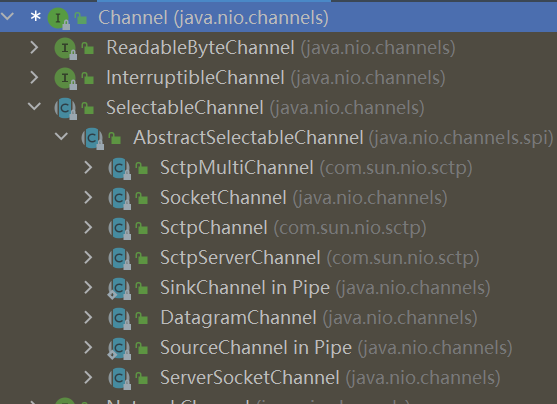 * Channel (java.nio.channels)
ReadableByteChannel (java.nio.channels)
InterruptibleChannel (java.nio.channels)
SelectableChannel (java.nio.channels)
AbstractSelectableChannel (java.nio.channels.spi)
SctpMultiChannel (com.sun.nio.sctp)
SocketChannel (java.nio.channels)
SctpChannel (com.sun.nio.sctp)
SctpServerChannel (com.sun.nio.sctp)
SinkChannel in Pipe (java.nio.channels)
DatagramChannel (java.nio.channels)
SourceChannel in Pipe (java.nio.channels)
ServerSocketChannel (java.nio.channels)